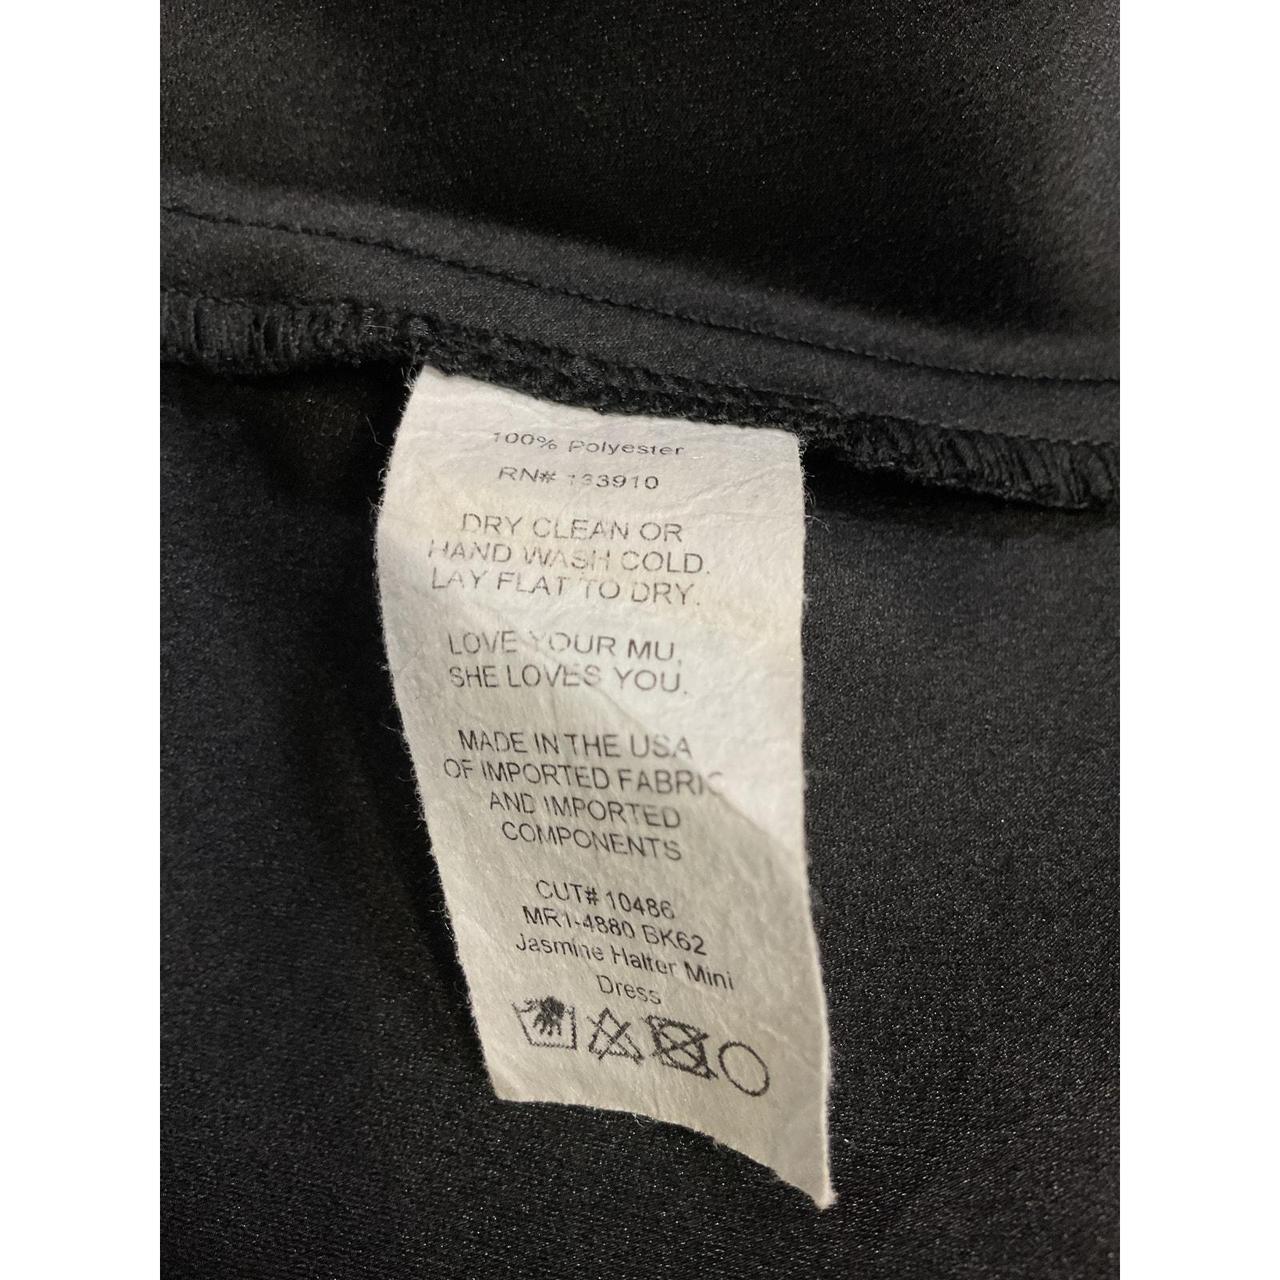 100% Polyester
RN# 133910
DRY CLEAN OR
HAND WASH COLD.
LAY FLAT TO DRY.
LOVE YOUR MU,
SHE LOVES YOU.
MADE IN THE USA
OF IMPORTED FABRIC
AND IMPORTED
COMPONENTS
CUT# 10486
MR1-4880 BK62
Jasmine Halter Mini
Dress